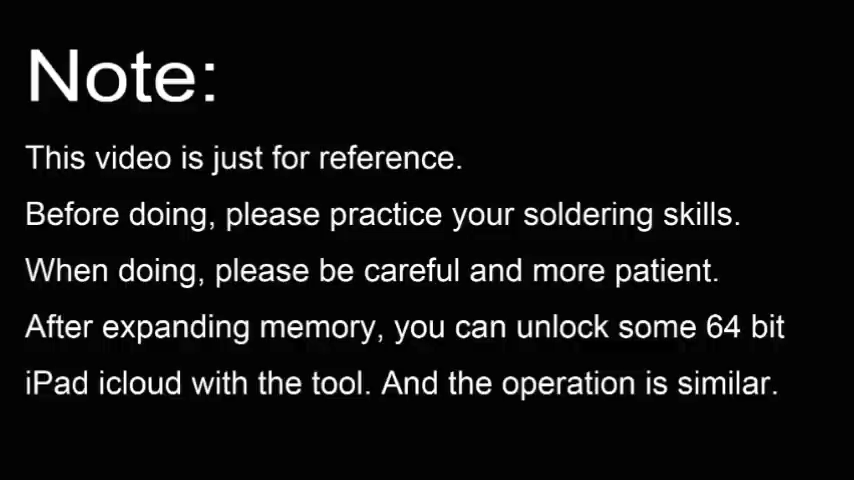 Note:
This video is just for reference.
Before doing, please practice your soldering skills.
When doing, please be careful and more patient.
After expanding memory, you can unlock some 64 bit
iPad icloud with the tool. And the operation is similar.